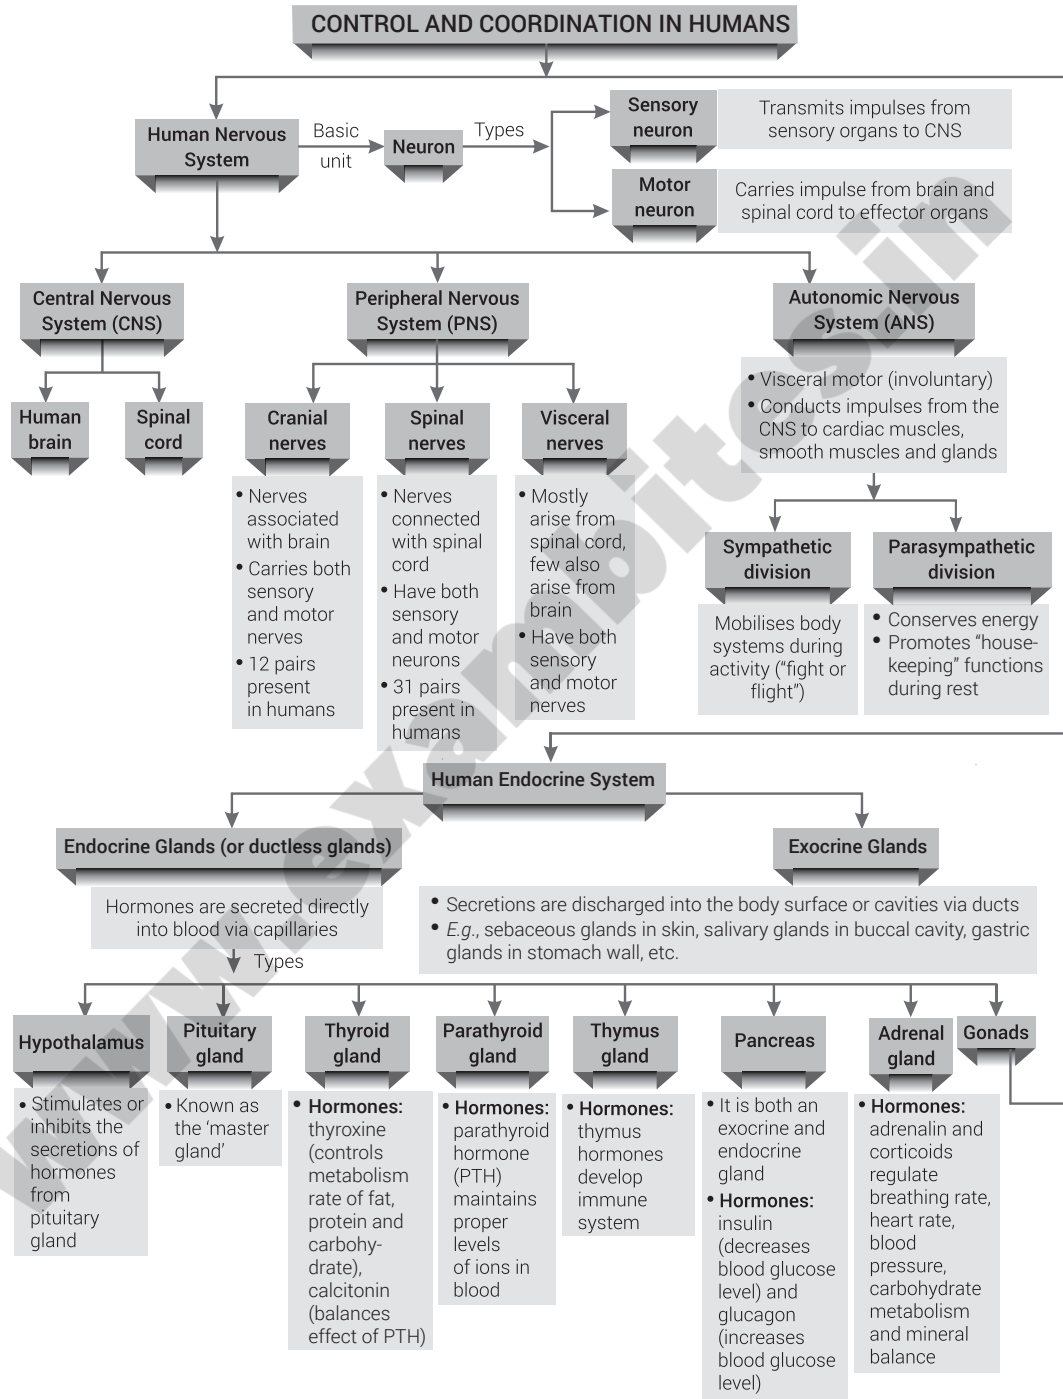 CONTROL AND COORDINATION IN HUMANS
Human Nervous
System
Basic
unit
Neuron
Types
Sensory
neuron
Transmits impulses from
sensory organs to CNS
Motor
neuron
Carries impulse from brain and
spinal cord to effector organs
Central Nervous
System (CNS)
Human
brain
Spinal
cord
Peripheral Nervous
System (PNS)
Cranial
nerves
• Nerves
associated
with brain
• Carries both
sensory
and motor
nerves
• 12 pairs
present
in humans
Spinal
nerves
• Nerves
connected
with spinal
cord
• Have both
sensory
and motor
neurons
• 31 pairs
present in
humans
Visceral
nerves
• Mostly
arise from
spinal cord,
few also
arise from
brain
• Have both
sensory
and motor
nerves
Autonomic Nervous
System (ANS)
• Visceral motor (involuntary)
• Conducts impulses from the
CNS to cardiac muscles,
smooth muscles and glands
Sympathetic
division
Mobilises body
systems during
activity ("fight or
flight")
Parasympathetic
division
• Conserves energy
• Promotes "house-
keeping" functions
during rest
Human Endocrine System
Endocrine Glands (or ductless glands)
Hormones are secreted directly
into blood via capillaries
Types
Exocrine Glands
• Secretions are discharged into the body surface or cavities via ducts
• E.g., sebaceous glands in skin, salivary glands in buccal cavity, gastric
glands in stomach wall, etc.
Hypothalamus
• Stimulates or
inhibits the
secretions of
hormones
from
pituitary
gland
Pituitary
gland
• Known as
the 'master
gland'
Thyroid
gland
• Hormones:
thyroxine
(controls
metabolism
rate of fat,
protein and
carbohy-
drate),
calcitonin
(balances
effect of PTH)
Parathyroid
gland
• Hormones:
parathyroid
hormone
(PTH)
maintains
proper
levels
of ions in
blood
Thymus
gland
• Hormones:
thymus
hormones
develop
immune
system
Pancreas
• It is both an
exocrine and
endocrine
gland
• Hormones:
insulin
(decreases
blood glucose
level) and
glucagon
(increases
blood glucose
level)
Adrenal
gland
• Hormones:
adrenalin and
corticoids
regulate
breathing rate,
heart rate,
blood
pressure,
carbohydrate
metabolism
and mineral
balance
Gonads
www.exambites.in